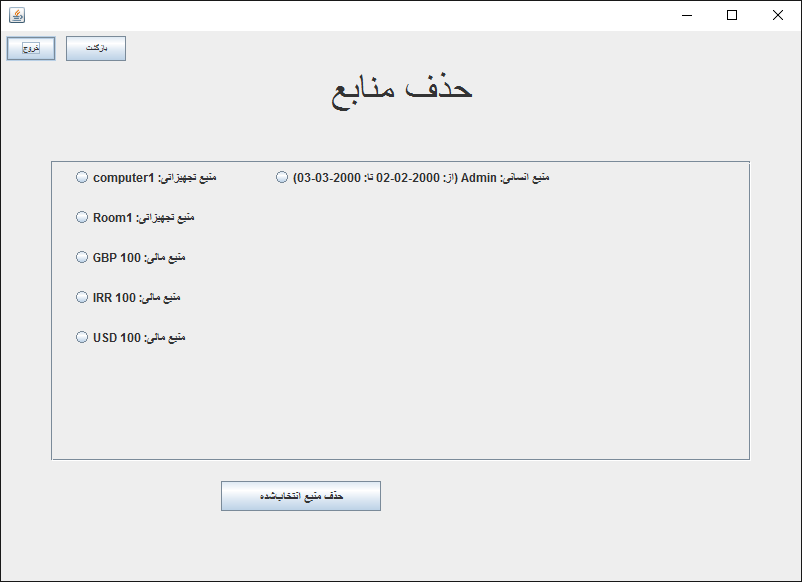 خروج
بازگشت
حذف منابع
منبع تجهیزاتی: computer1
منبع انسانی: Admin (از: 2000-02-02 تا: 2000-03-03)
منبع تجهیزاتی: Room1
منبع مالی: 100 GBP
منبع مالی: 100 IRR
منبع مالی: 100 USD
حذف منبع انتخاب‌شده